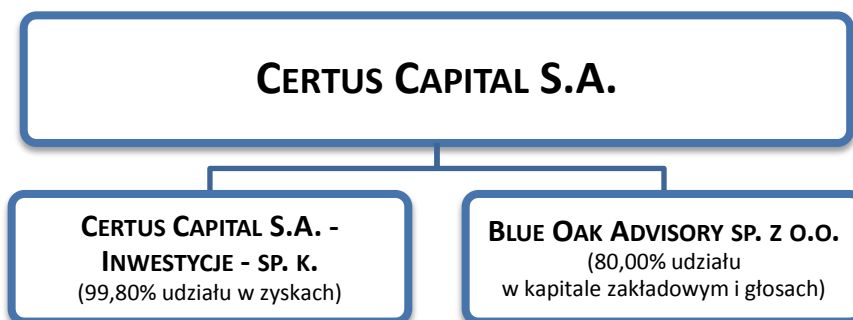 CERTUS CAPITAL S.A.
CERTUS CAPITAL S.A. -
INWESTYCJE - SP. K.
(99,80% udziału w zyskach)
BLUE OAK ADVISORY SP. Z O.O.
(80,00% udziału
w kapitale zakładowym i głosach)